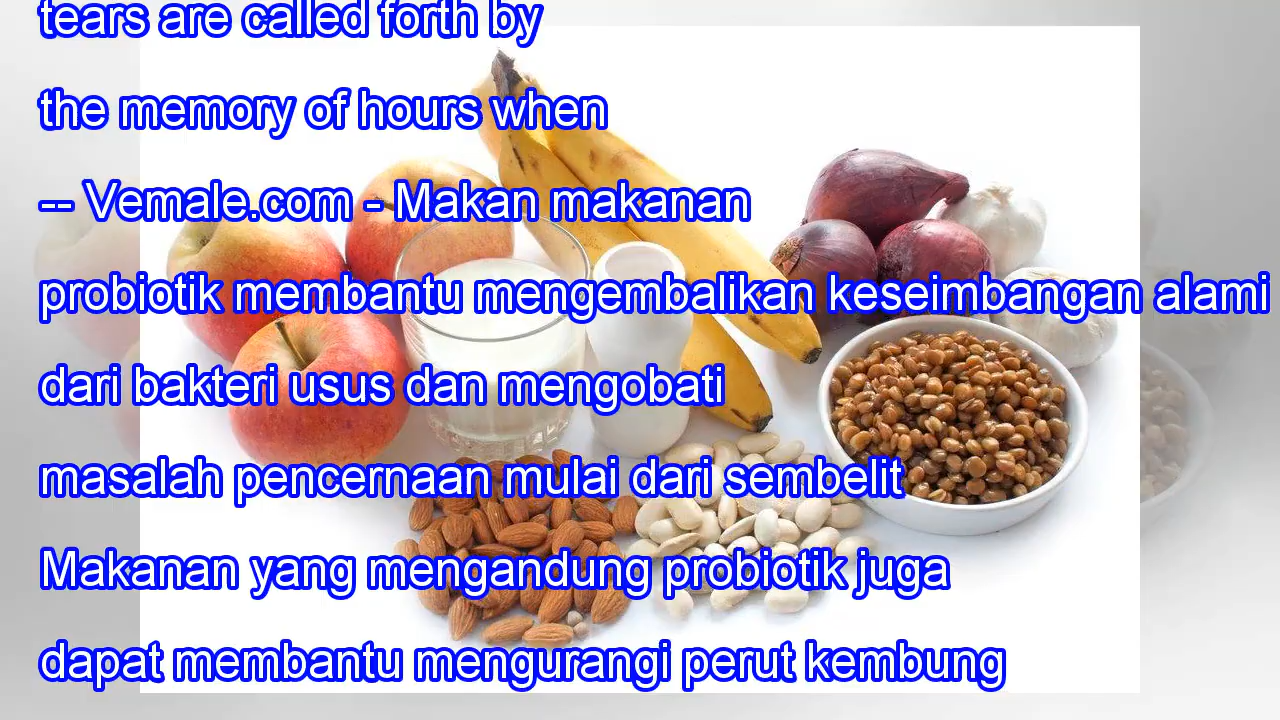 tears are called forth by
the memory of hours when
-- Vemale.com - Makan makanan
probiotik membantu mengembalikan keseimbangan alami
dari bakteri usus dan mengobati
masalah pencernaan mulai dari sembelit
Makanan yang mengandung probiotik juga
dapat membantu mengurangi perut kembung